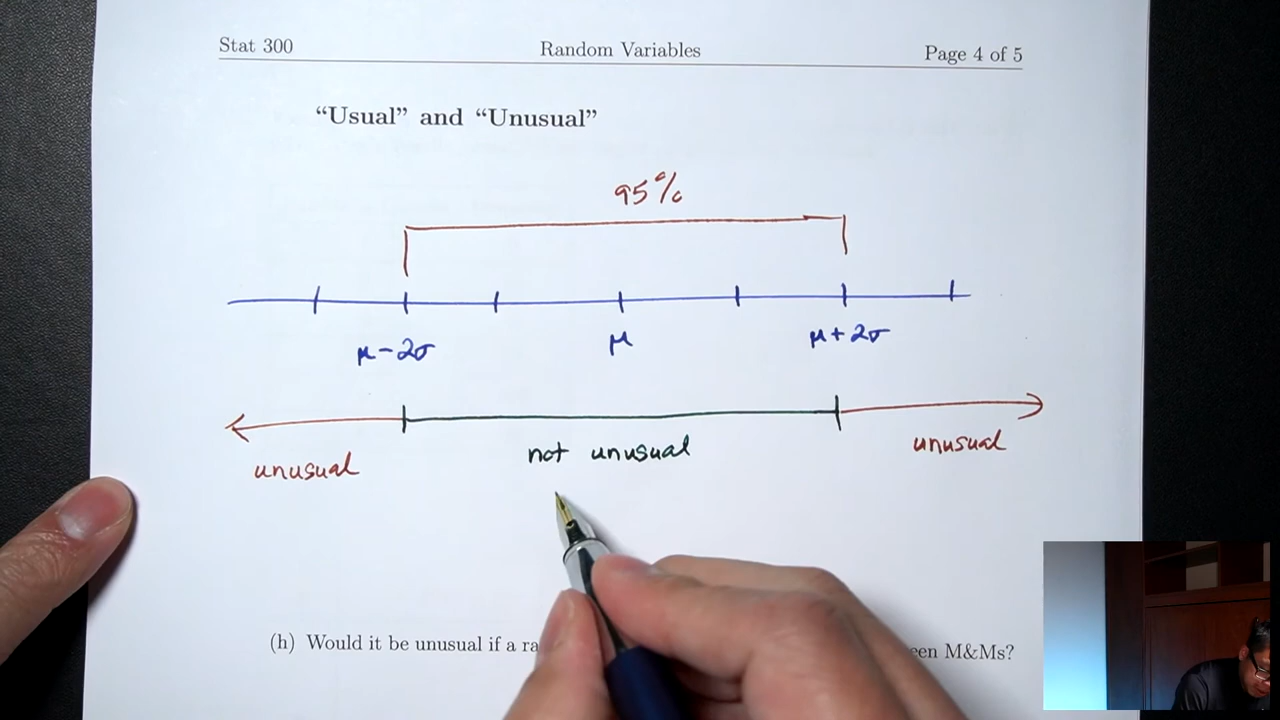 Stat 300 Random Variables Page 4 of 5
“Usual” and “Unusual”
95%
μ-2σ μ μ+2σ
unusual not unusual unusual
(h) Would it be unusual if a ra een M&Ms?